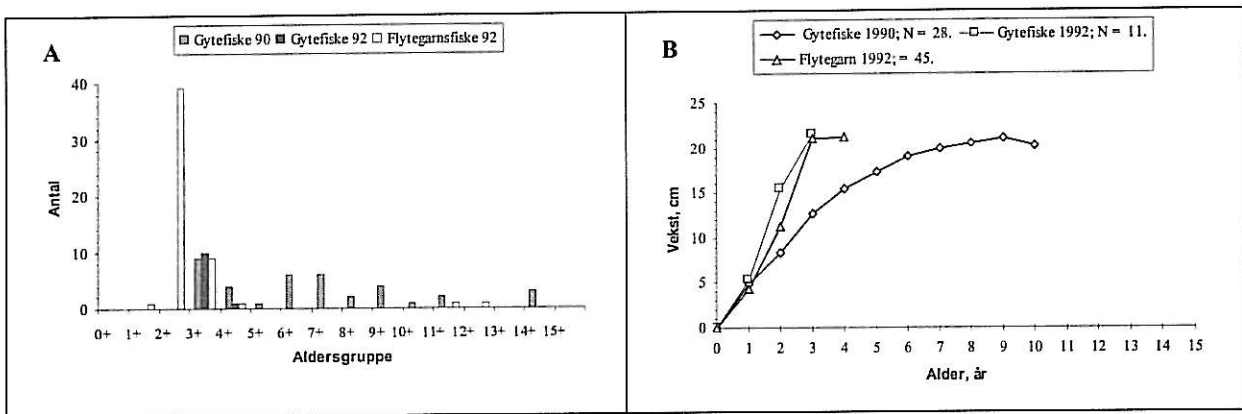 A
Gytefiske 90 Gytefiske 92 Flytegarnsfiske 92
Antal
40
30
20
10
0
0+ 1+ 2+ 3+ 4+ 5+ 6+ 7+ 8+ 9+ 10+ 11+ 12+ 13+ 14+ 15+
Aldersgruppe
B
Gytefiske 1990; N = 28. Gytefiske 1992; N = 11.
Flytegarn 1992; = 45.
Vekst, cm
25
20
15
10
5
0
0 1 2 3 4 5 6 7 8 9 10 11 12 13 14 15
Alder, år